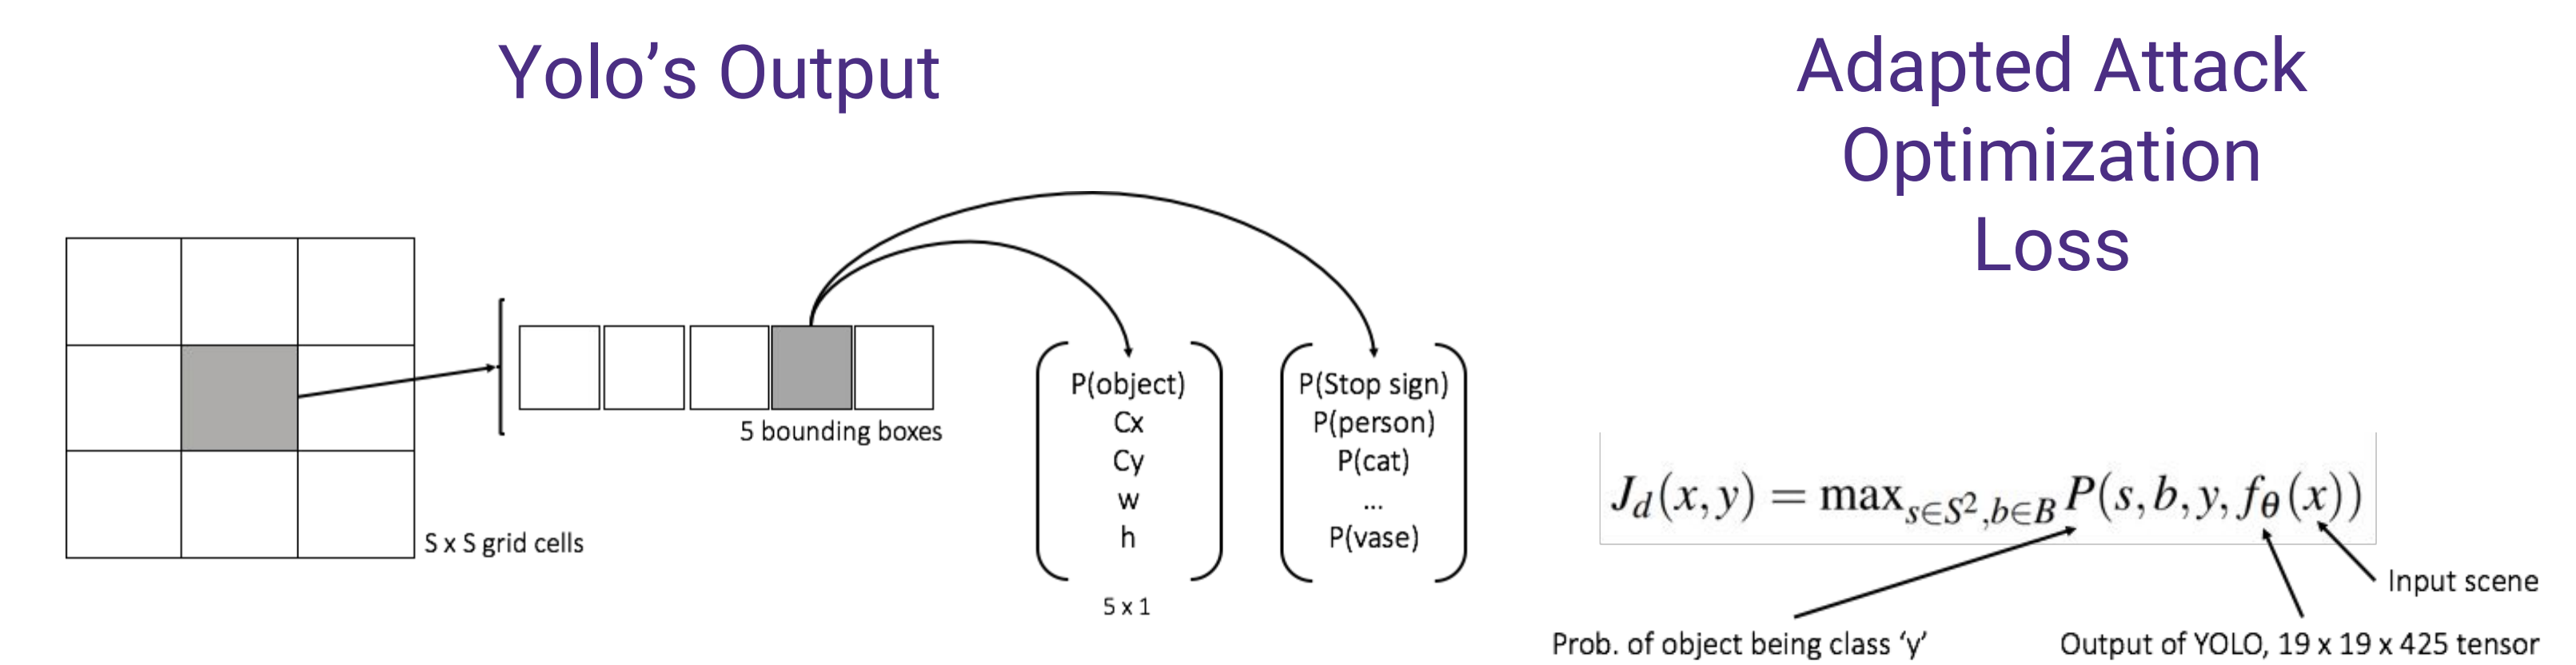 Yolo’s Output
S x S grid cells
5 bounding boxes
P(object)
Cx
Cy
w
h
5 x 1
P(Stop sign)
P(person)
P(cat)
...
P(vase)
Adapted Attack
Optimization
Loss
J_d(x,y) = max_{s∈S²,b∈B} P(s,b,y,f_θ(x))
Input scene
Prob. of object being class ‘y’
Output of YOLO, 19 x 19 x 425 tensor